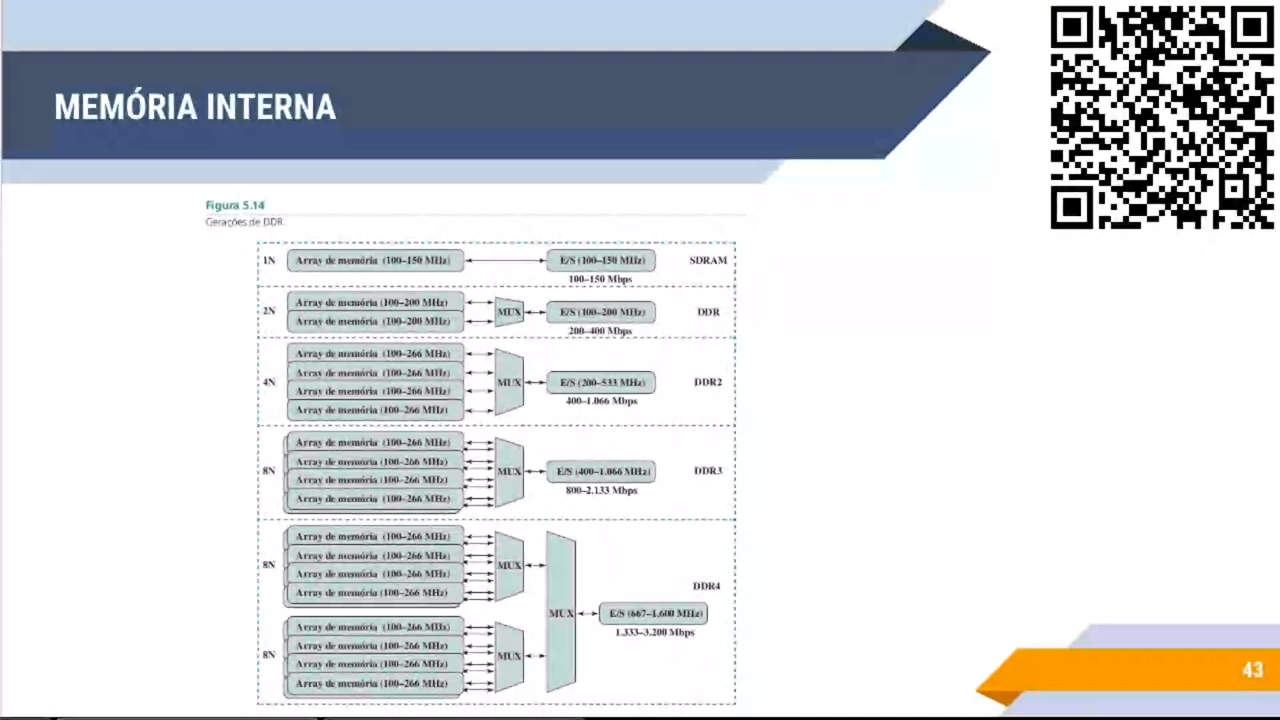 MEMÓRIA INTERNA
Figura 5.14
Gerações de DDR.
1N Array de memória (100–150 MHz) E/S (100–150 MHz) SDRAM
100–150 Mbps
2N Array de memória (100–200 MHz) MUX E/S (100–200 MHz) DDR
Array de memória (100–200 MHz)
200–400 Mbps
4N Array de memória (100–266 MHz) MUX E/S (200–533 MHz) DDR2
Array de memória (100–266 MHz)
Array de memória (100–266 MHz)
Array de memória (100–266 MHz)
400–1.066 Mbps
8N Array de memória (100–266 MHz) MUX E/S (400–1.066 MHz) DDR3
Array de memória (100–266 MHz)
Array de memória (100–266 MHz)
Array de memória (100–266 MHz)
800–2.133 Mbps
8N Array de memória (100–266 MHz) MUX DDR4
Array de memória (100–266 MHz)
Array de memória (100–266 MHz)
Array de memória (100–266 MHz)
MUX E/S (667–1.600 MHz)
1.333–3.200 Mbps
8N Array de memória (100–266 MHz) MUX
Array de memória (100–266 MHz)
Array de memória (100–266 MHz)
Array de memória (100–266 MHz)
43